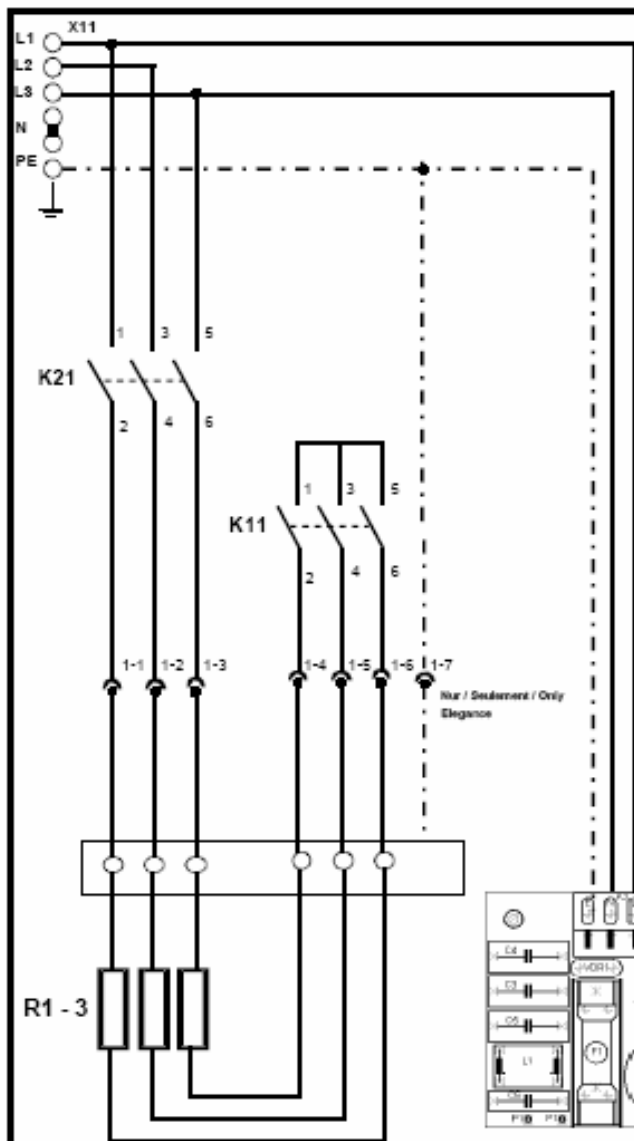 X11
L1
L2
L3
N
PE
1 3 5
K21
2 4 6
1 3 5
K11
2 4 6
1-1 1-2 1-3 1-4 1-5 1-6 1-7
Nur / Seulement / Only
Elegance
C4
VDR1
C3
C5
F1
L1
R1 - 3